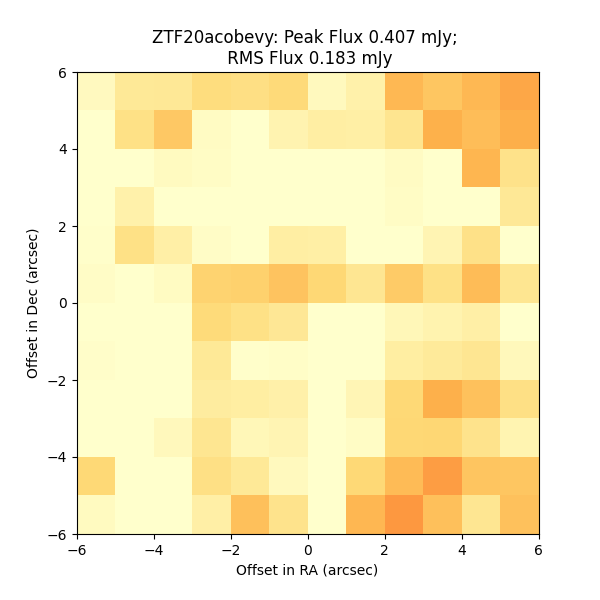 ZTF20acobevy: Peak Flux 0.407 mJy;
RMS Flux 0.183 mJy
6
4
2
0
−2
−4
−6
Offset in Dec (arcsec)
−6 −4 −2 0 2 4 6
Offset in RA (arcsec)